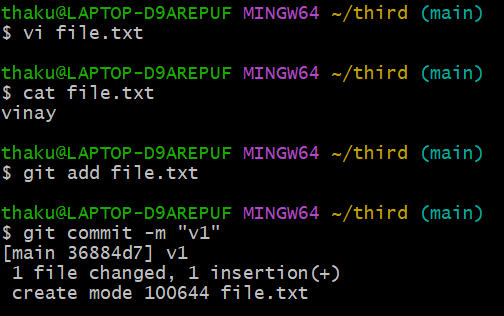 thaku@LAPTOP-D9AREPUF MINGW64 ~/third (main)
$ vi file.txt
thaku@LAPTOP-D9AREPUF MINGW64 ~/third (main)
$ cat file.txt
vinay
thaku@LAPTOP-D9AREPUF MINGW64 ~/third (main)
$ git add file.txt
thaku@LAPTOP-D9AREPUF MINGW64 ~/third (main)
$ git commit -m "v1"
[main 36884d7] v1
 1 file changed, 1 insertion(+)
 create mode 100644 file.txt